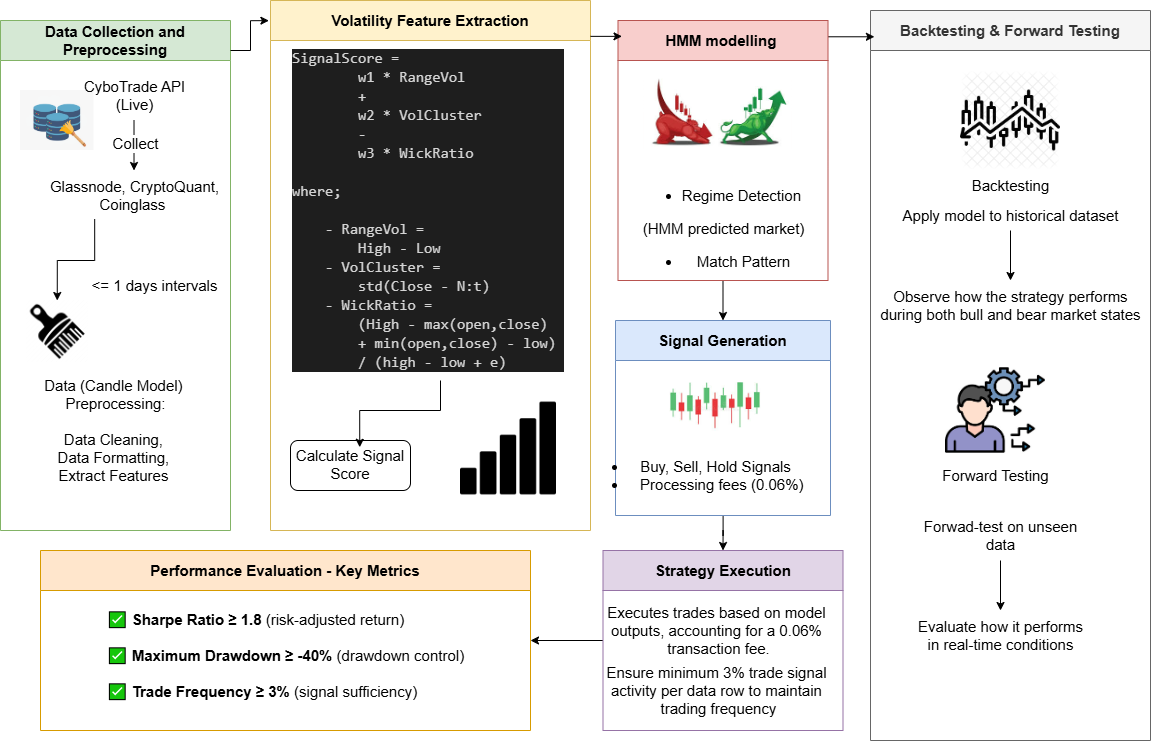 Data Collection and
Preprocessing
CyboTrade API
(Live)
Collect
Glassnode, CryptoQuant,
Coinglass
<= 1 days intervals
Data (Candle Model)
Preprocessing:
Data Cleaning,
Data Formatting,
Extract Features
Volatility Feature Extraction
SignalScore =
w1 * RangeVol
+
w2 * VolCluster
-
w3 * WickRatio
where;
- RangeVol =
High - Low
- VolCluster =
std(Close - N:t)
- WickRatio =
(High - max(open,close)
+ min(open,close) - low)
/ (high - low + e)
Calculate Signal
Score
HMM modelling
• Regime Detection
(HMM predicted market)
• Match Pattern
Signal Generation
• Buy, Sell, Hold Signals
• Processing fees (0.06%)
Strategy Execution
Executes trades based on model
outputs, accounting for a 0.06%
transaction fee.
Ensure minimum 3% trade signal
activity per data row to maintain
trading frequency
Performance Evaluation - Key Metrics
✅ Sharpe Ratio ≥ 1.8 (risk-adjusted return)
✅ Maximum Drawdown ≥ -40% (drawdown control)
✅ Trade Frequency ≥ 3% (signal sufficiency)
Backtesting & Forward Testing
Backtesting
Apply model to historical dataset
Observe how the strategy performs
during both bull and bear market states
Forward Testing
Forwad-test on unseen
data
Evaluate how it performs
in real-time conditions